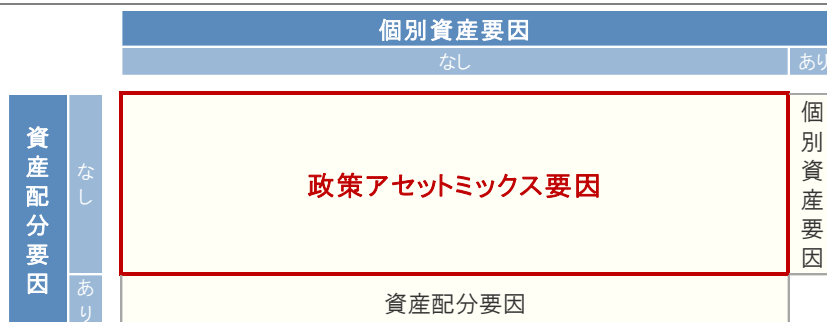 個別資産要因
なし
あり
資産配分要因
なし
政策アセットミックス要因
個別資産要因
あり
資産配分要因